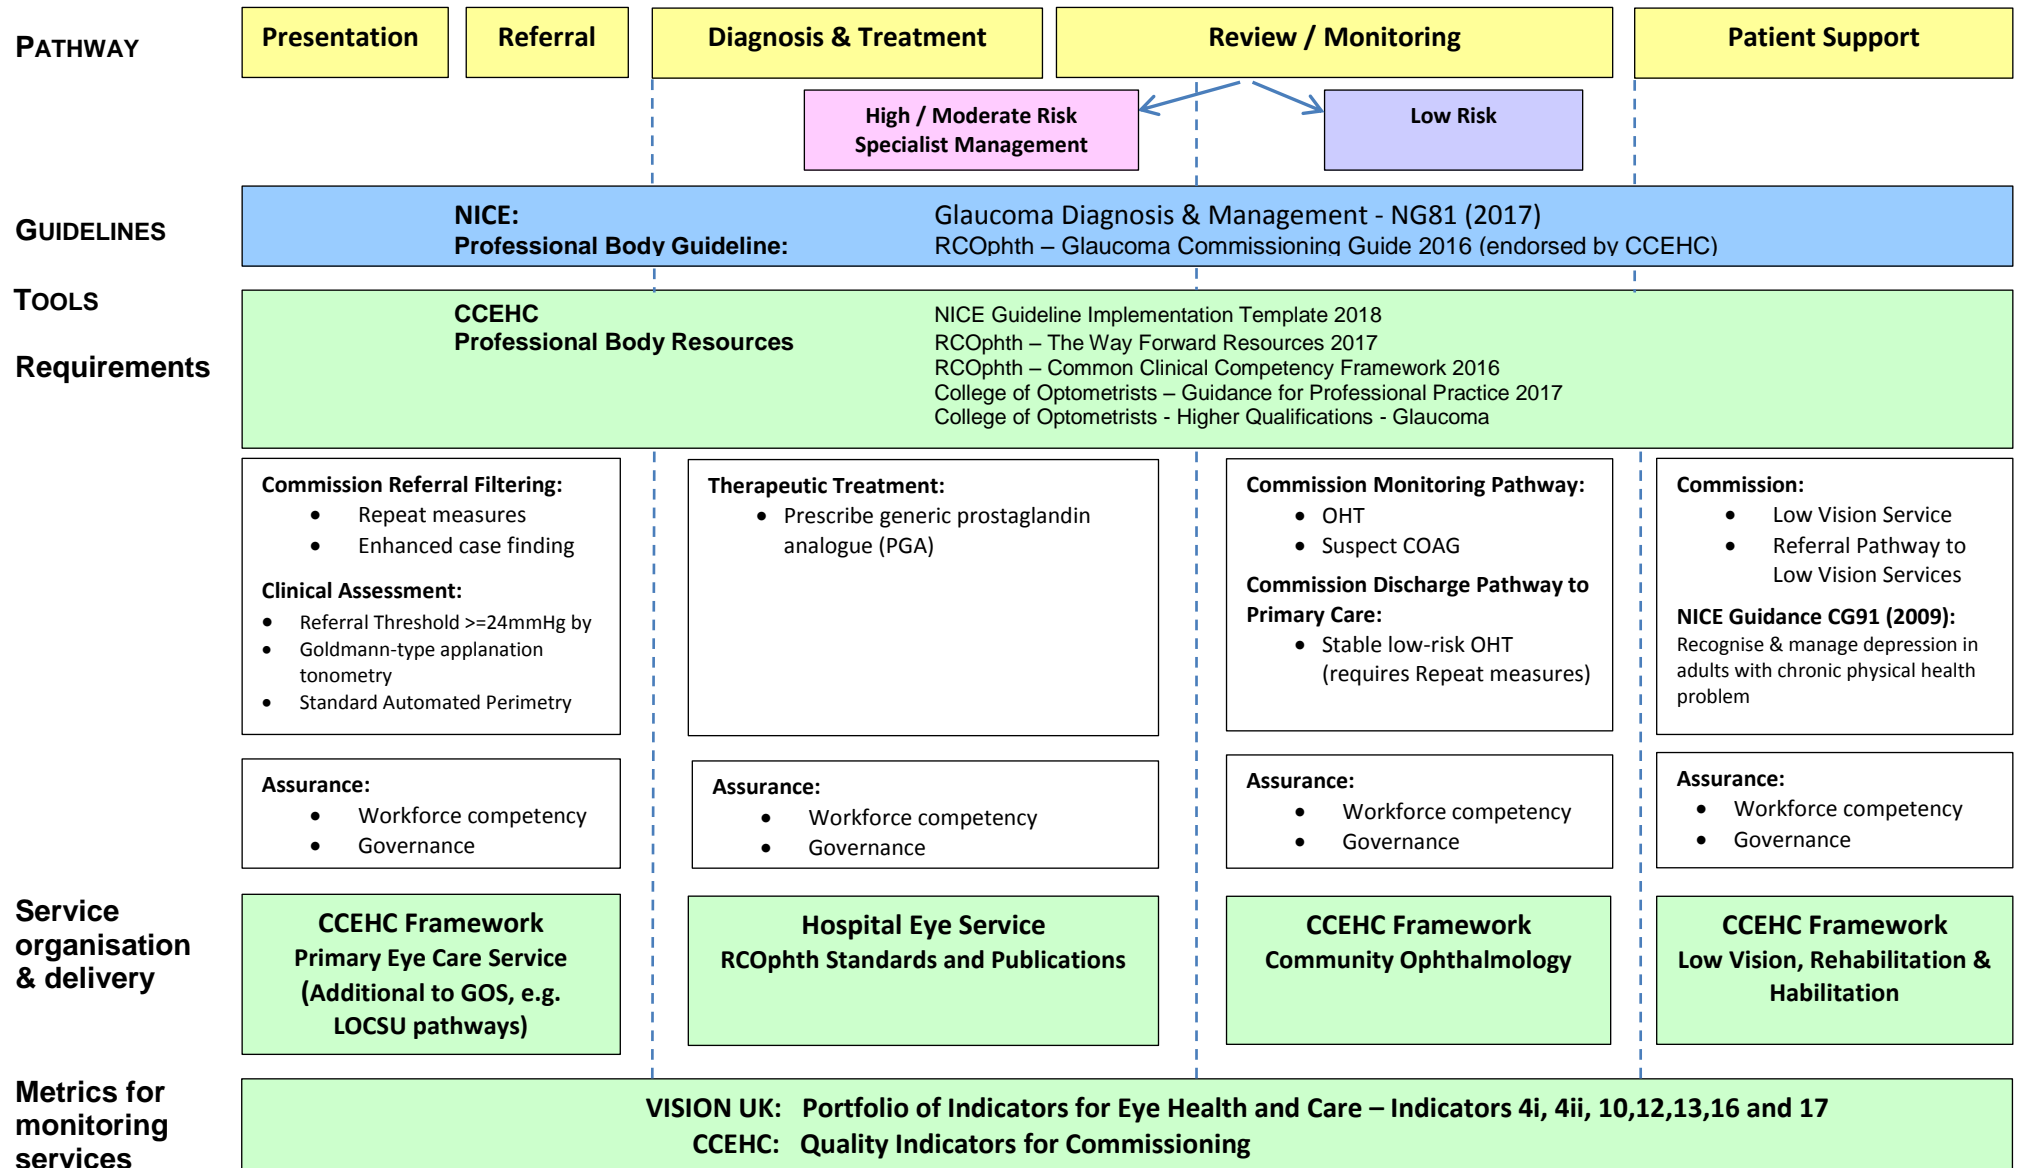 PATHWAY
Presentation
Referral
Diagnosis & Treatment
Review / Monitoring
Patient Support
High / Moderate Risk
Specialist Management
Low Risk
GUIDELINES
NICE: Glaucoma Diagnosis & Management - NG81 (2017)
Professional Body Guideline: RCOphth – Glaucoma Commissioning Guide 2016 (endorsed by CCEHC)
TOOLS
Requirements
CCEHC NICE Guideline Implementation Template 2018
Professional Body Resources RCOphth – The Way Forward Resources 2017
RCOphth – Common Clinical Competency Framework 2016
College of Optometrists – Guidance for Professional Practice 2017
College of Optometrists - Higher Qualifications - Glaucoma
Commission Referral Filtering:
• Repeat measures
• Enhanced case finding
Clinical Assessment:
• Referral Threshold >=24mmHg by
• Goldmann-type applanation
tonometry
• Standard Automated Perimetry
Therapeutic Treatment:
• Prescribe generic prostaglandin
analogue (PGA)
Commission Monitoring Pathway:
• OHT
• Suspect COAG
Commission Discharge Pathway to
Primary Care:
• Stable low-risk OHT
(requires Repeat measures)
Commission:
• Low Vision Service
• Referral Pathway to
Low Vision Services
NICE Guidance CG91 (2009):
Recognise & manage depression in
adults with chronic physical health
problem
Assurance:
• Workforce competency
• Governance
Assurance:
• Workforce competency
• Governance
Assurance:
• Workforce competency
• Governance
Assurance:
• Workforce competency
• Governance
Service
organisation
& delivery
CCEHC Framework
Primary Eye Care Service
(Additional to GOS, e.g.
LOCSU pathways)
Hospital Eye Service
RCOphth Standards and Publications
CCEHC Framework
Community Ophthalmology
CCEHC Framework
Low Vision, Rehabilitation &
Habilitation
Metrics for
monitoring
services
VISION UK: Portfolio of Indicators for Eye Health and Care – Indicators 4i, 4ii, 10,12,13,16 and 17
CCEHC: Quality Indicators for Commissioning